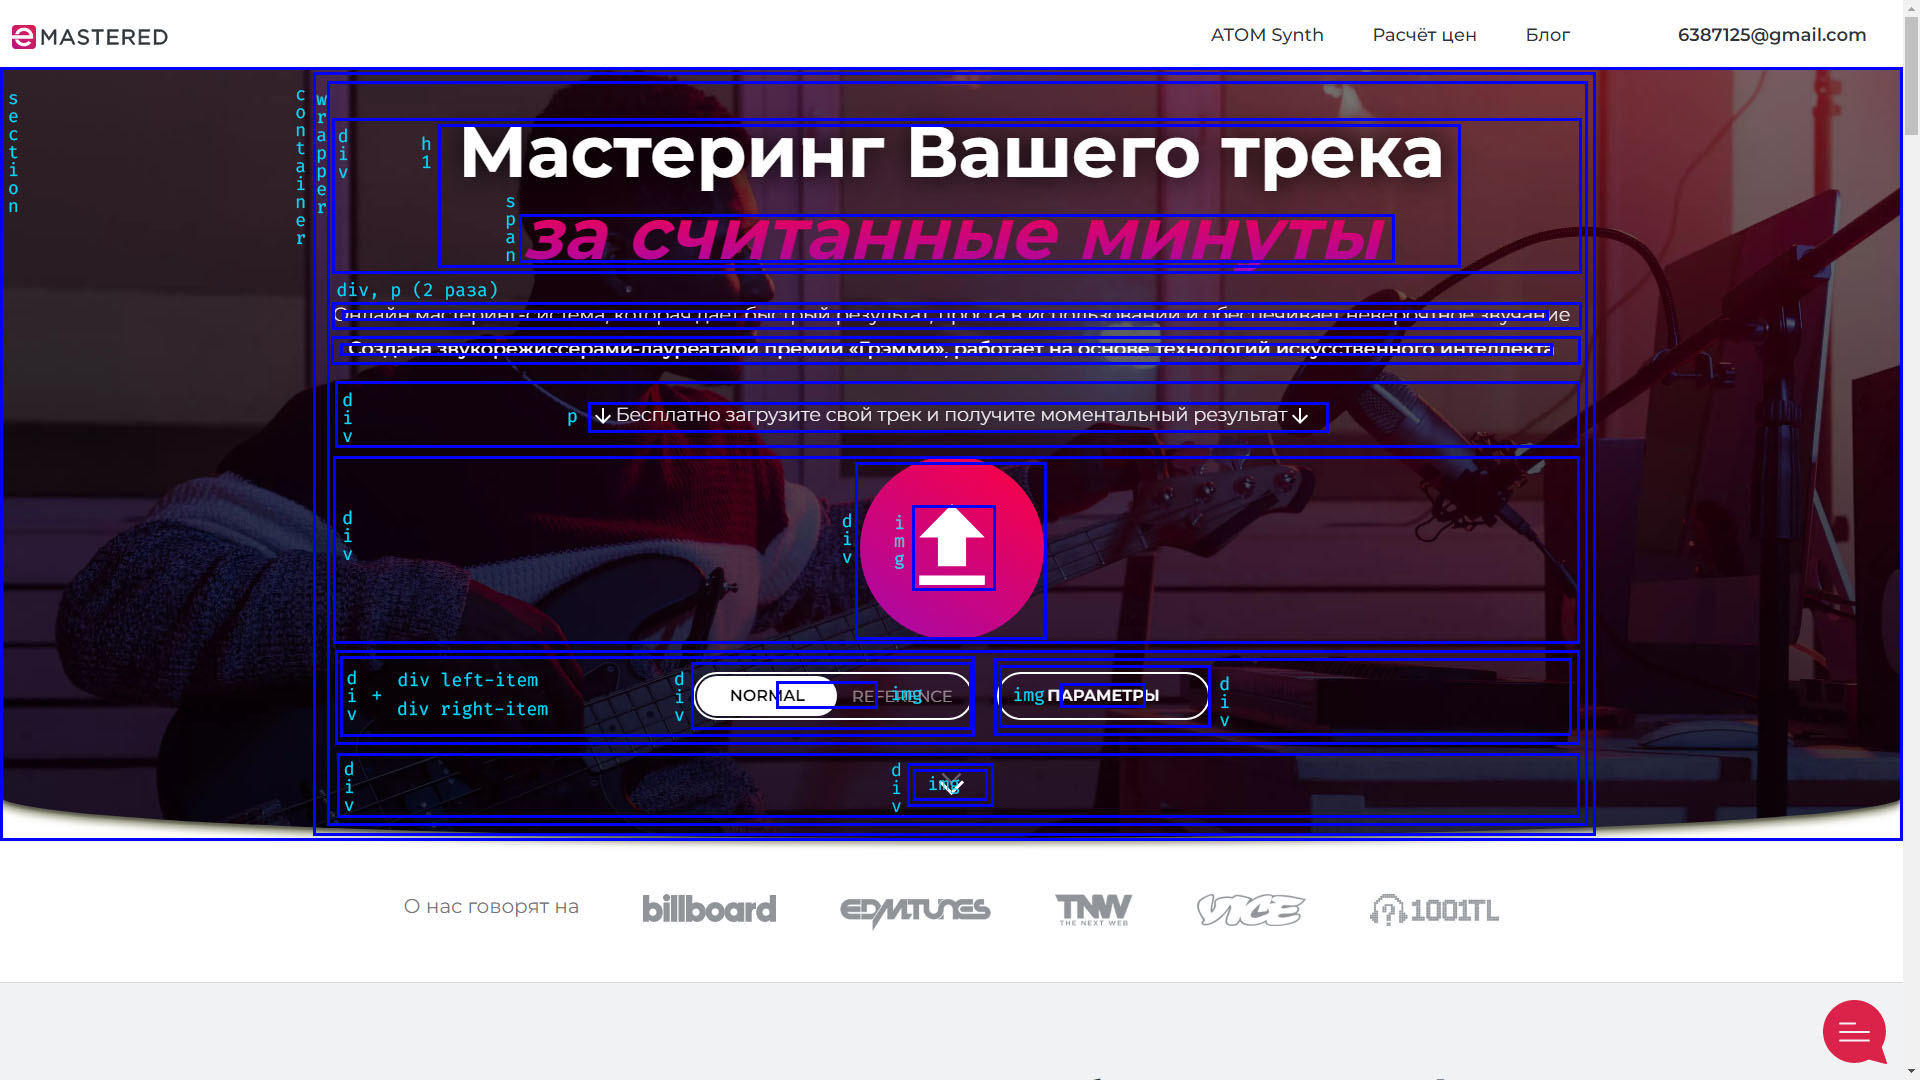 eMASTERED
ATOM Synth Расчёт цен Блог 6387125@gmail.com
section
container
wrapper
div
h1
Мастеринг Вашего трека
span
за считанные минуты
div, p (2 раза)
Онлайн мастеринг-система, которая дает быстрый результат, проста в использовании и обеспечивает невероятное звучание
Создана звукорежиссерами-лауреатами премии «Грэмми», работает на основе технологий искусственного интеллекта
div
p
↓ Бесплатно загрузите свой трек и получите моментальный результат ↓
div
div
img
div + div left-item
div right-item
div
NORMAL REFERENCE img
img ПАРАМЕТРЫ
div
div
div
img
О нас говорят на billboard EDMTUNES TNW VICE 1001TL
THE NEXT WEB